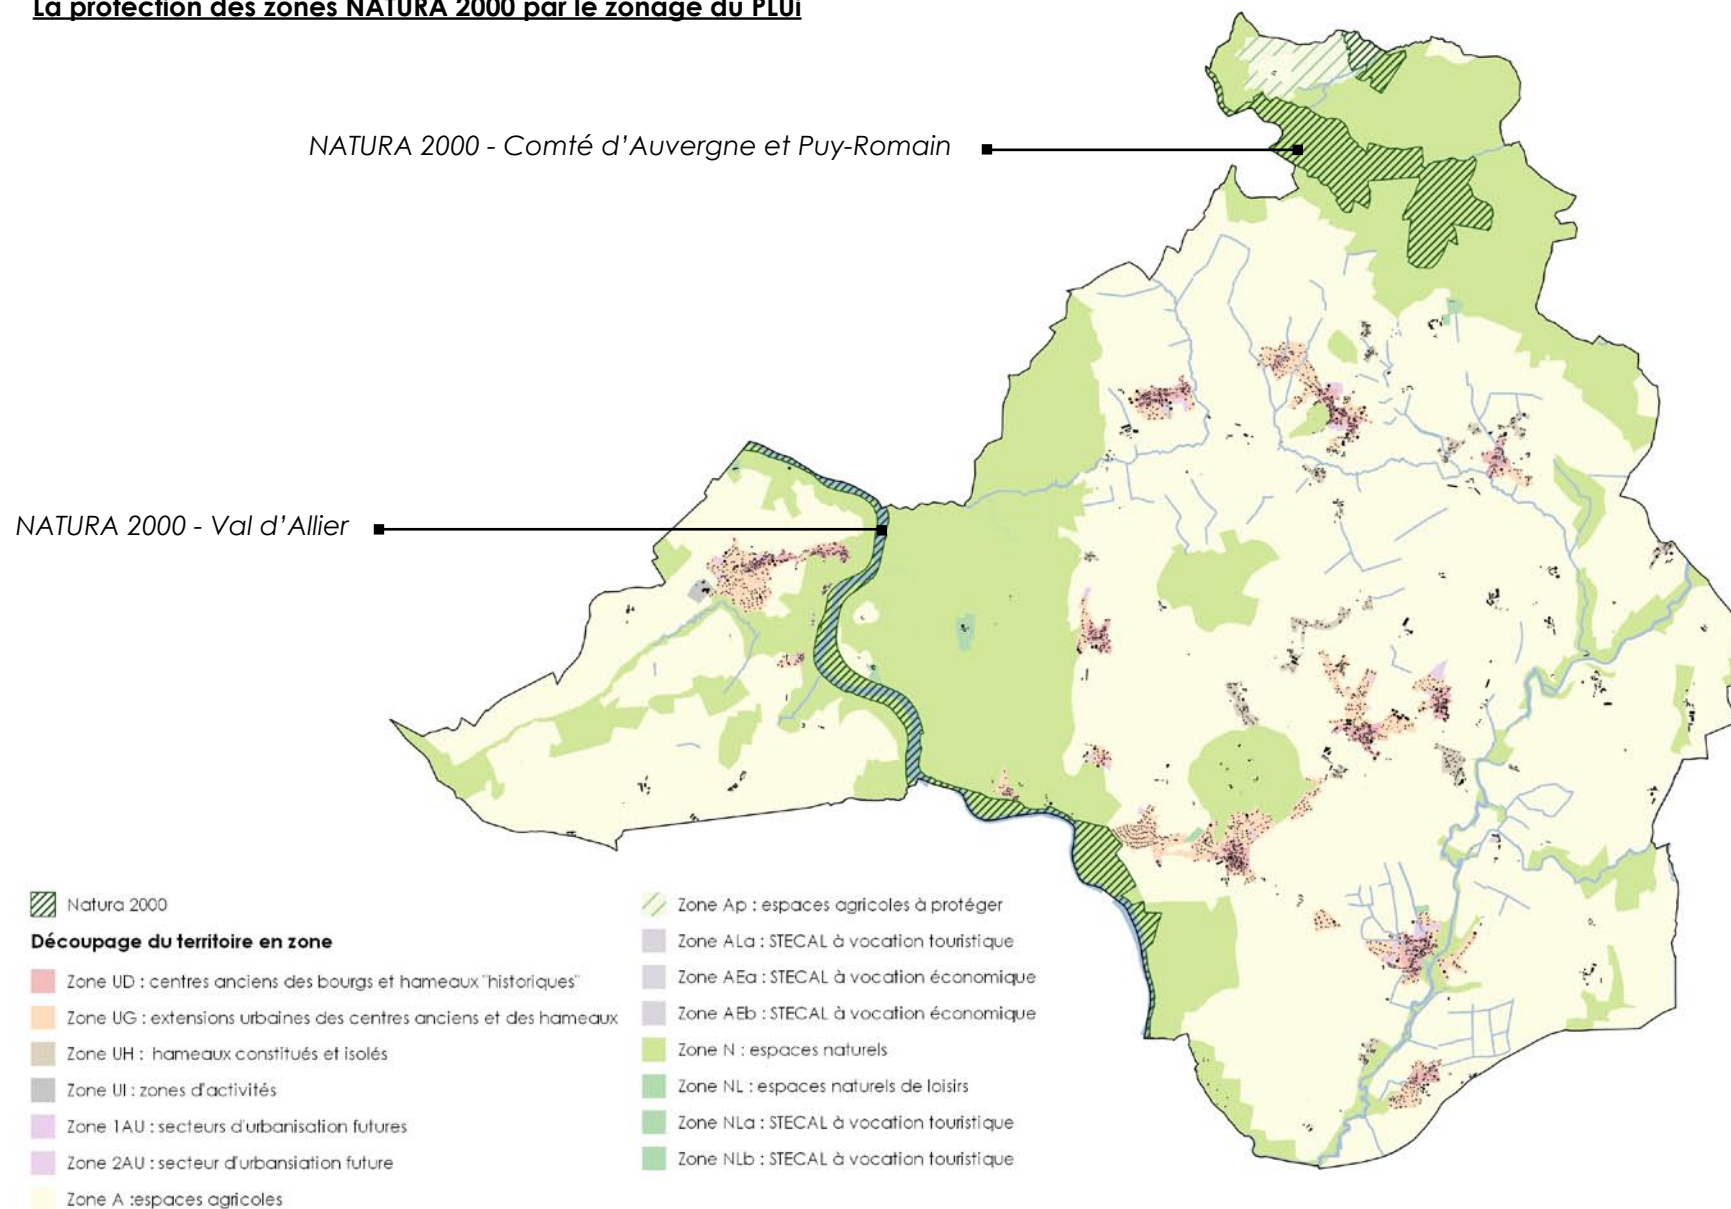 La protection des zones NATURA 2000 par le zonage du PLUi
NATURA 2000 - Comté d'Auvergne et Puy-Romain
NATURA 2000 - Val d'Allier
Natura 2000
Découpage du territoire en zone
Zone UD : centres anciens des bourgs et hameaux "historiques"
Zone UG : extensions urbaines des centres anciens et des hameaux
Zone UH : hameaux constitués et isolés
Zone UI : zones d'activités
Zone 1AU : secteurs d'urbanisation futures
Zone 2AU : secteur d'urbansiation future
Zone A :espaces agricoles
Zone Ap : espaces agricoles à protéger
Zone ALa : STECAL à vocation touristique
Zone AEa : STECAL à vocation économique
Zone AEb : STECAL à vocation économique
Zone N : espaces naturels
Zone NL : espaces naturels de loisirs
Zone NLa : STECAL à vocation touristique
Zone NLb : STECAL à vocation touristique